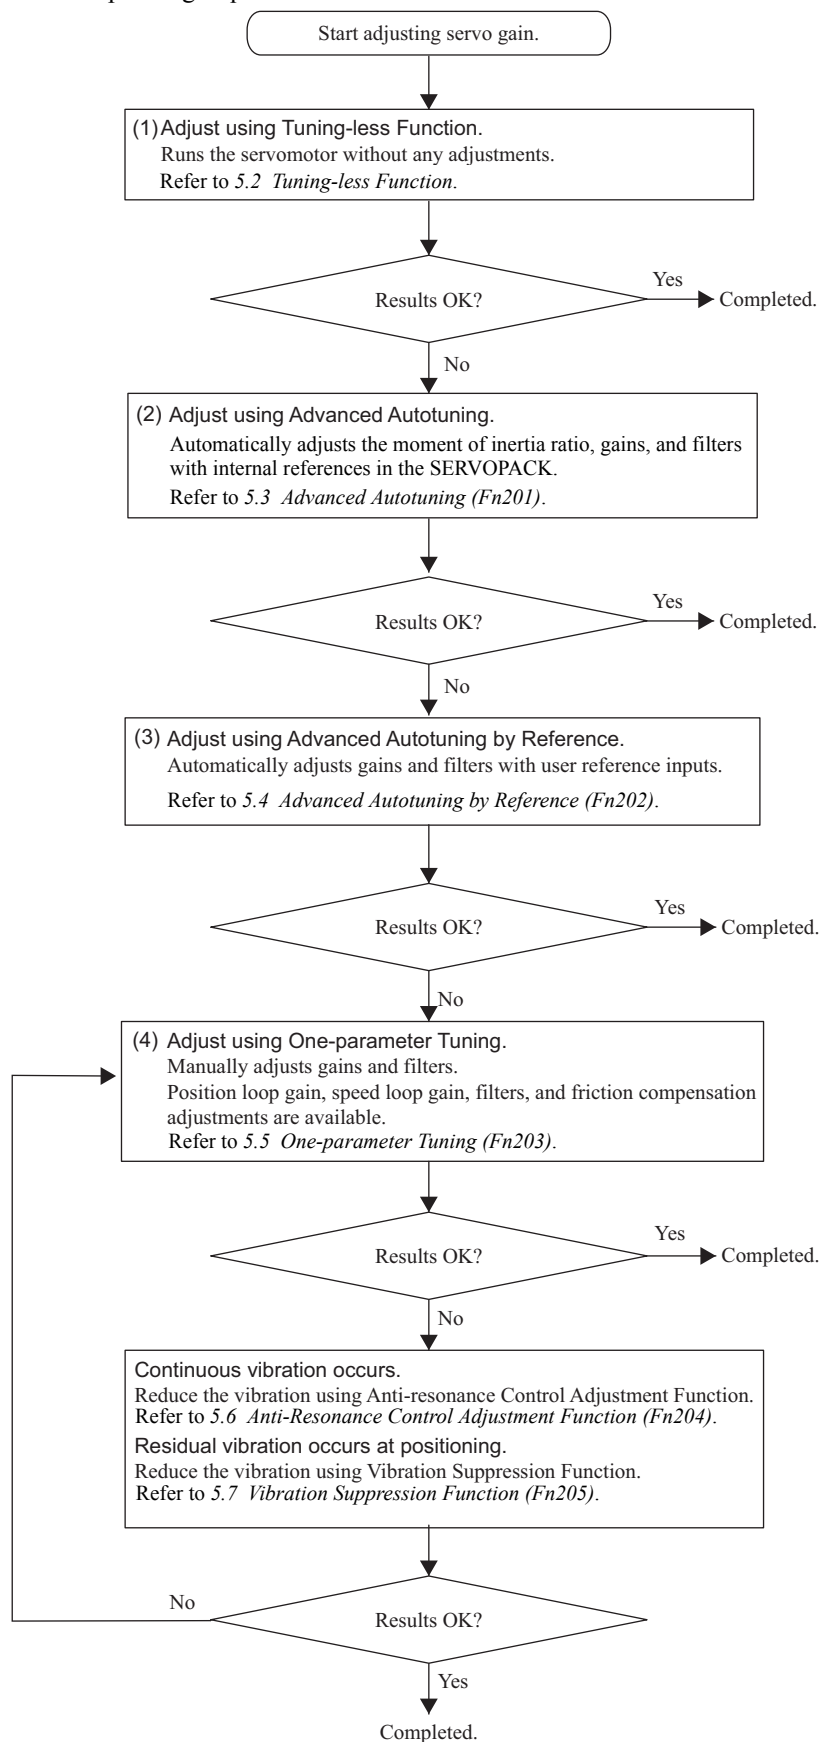 Start adjusting servo gain.
(1) Adjust using Tuning-less Function.
Runs the servomotor without any adjustments.
Refer to 5.2 Tuning-less Function.
Results OK?
Yes
Completed.
No
(2) Adjust using Advanced Autotuning.
Automatically adjusts the moment of inertia ratio, gains, and filters
with internal references in the SERVOPACK.
Refer to 5.3 Advanced Autotuning (Fn201).
Results OK?
Yes
Completed.
No
(3) Adjust using Advanced Autotuning by Reference.
Automatically adjusts gains and filters with user reference inputs.
Refer to 5.4 Advanced Autotuning by Reference (Fn202).
Results OK?
Yes
Completed.
No
(4) Adjust using One-parameter Tuning.
Manually adjusts gains and filters.
Position loop gain, speed loop gain, filters, and friction compensation
adjustments are available.
Refer to 5.5 One-parameter Tuning (Fn203).
Results OK?
Yes
Completed.
No
Continuous vibration occurs.
Reduce the vibration using Anti-resonance Control Adjustment Function.
Refer to 5.6 Anti-Resonance Control Adjustment Function (Fn204).
Residual vibration occurs at positioning.
Reduce the vibration using Vibration Suppression Function.
Refer to 5.7 Vibration Suppression Function (Fn205).
No
Results OK?
Yes
Completed.